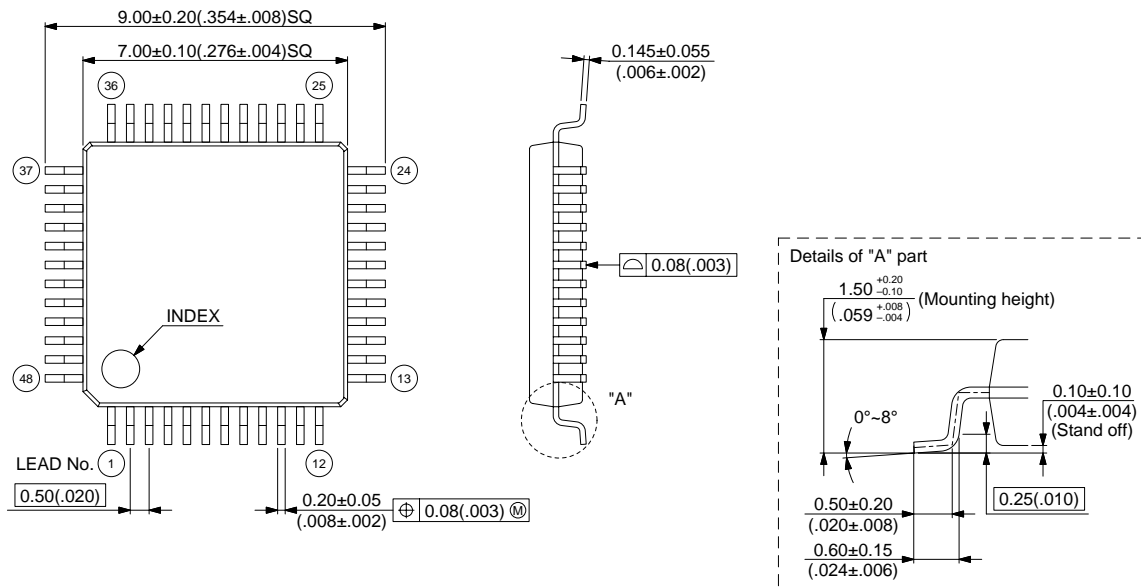 9.00±0.20(.354±.008)SQ
7.00±0.10(.276±.004)SQ
0.145±0.055
(.006±.002)
36
25
37
24
0.08(.003)
INDEX
48
13
"A"
LEAD No.
1
12
0.50(.020)
0.20±0.05
(.008±.002)
0.08(.003) Ⓜ
Details of "A" part
1.50 +0.20 –0.10 (Mounting height)
(.059 +.008 –.004)
0.10±0.10
(.004±.004)
(Stand off)
0°~8°
0.25(.010)
0.50±0.20
(.020±.008)
0.60±0.15
(.024±.006)